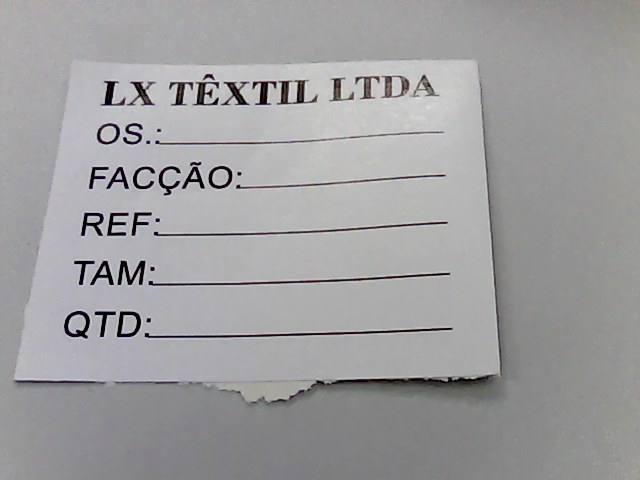 LX TÊXTIL LTDA
OS.:
FACÇÃO:
REF:
TAM:
QTD: